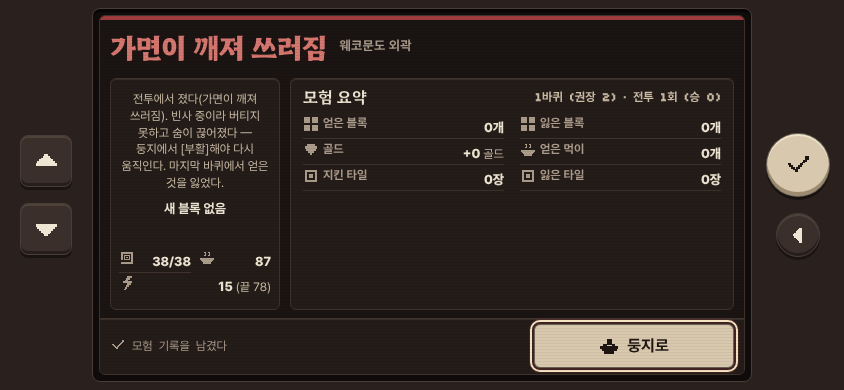 가면이 깨져 쓰러짐
웨코문도 외곽
전투에서 졌다(가면이 깨져
쓰러짐). 빈사 중이라 버티지
못하고 숨이 끊어졌다 —
둥지에서 [부활]해야 다시
움직인다. 마지막 바퀴에서 얻은
것을 잃었다.
새 블록 없음
38/38
87
15 (끝 78)
모험 요약
1바퀴 (권장 2) · 전투 1회 (승 0)
얻은 블록
0개
잃은 블록
0개
골드
+0 골드
얻은 먹이
0개
지킨 타일
0장
잃은 타일
0장
모험 기록을 남겼다
둥지로